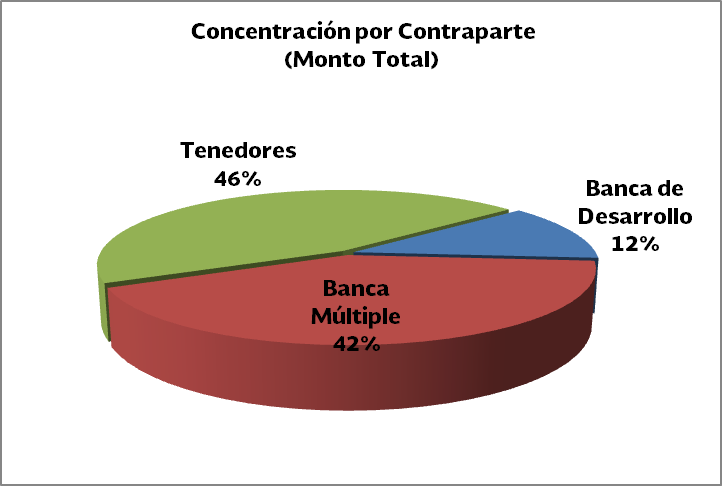 Concentración por Contraparte
(Monto Total)
Tenedores
46%
Banca de
Desarrollo
12%
Banca
Múltiple
42%